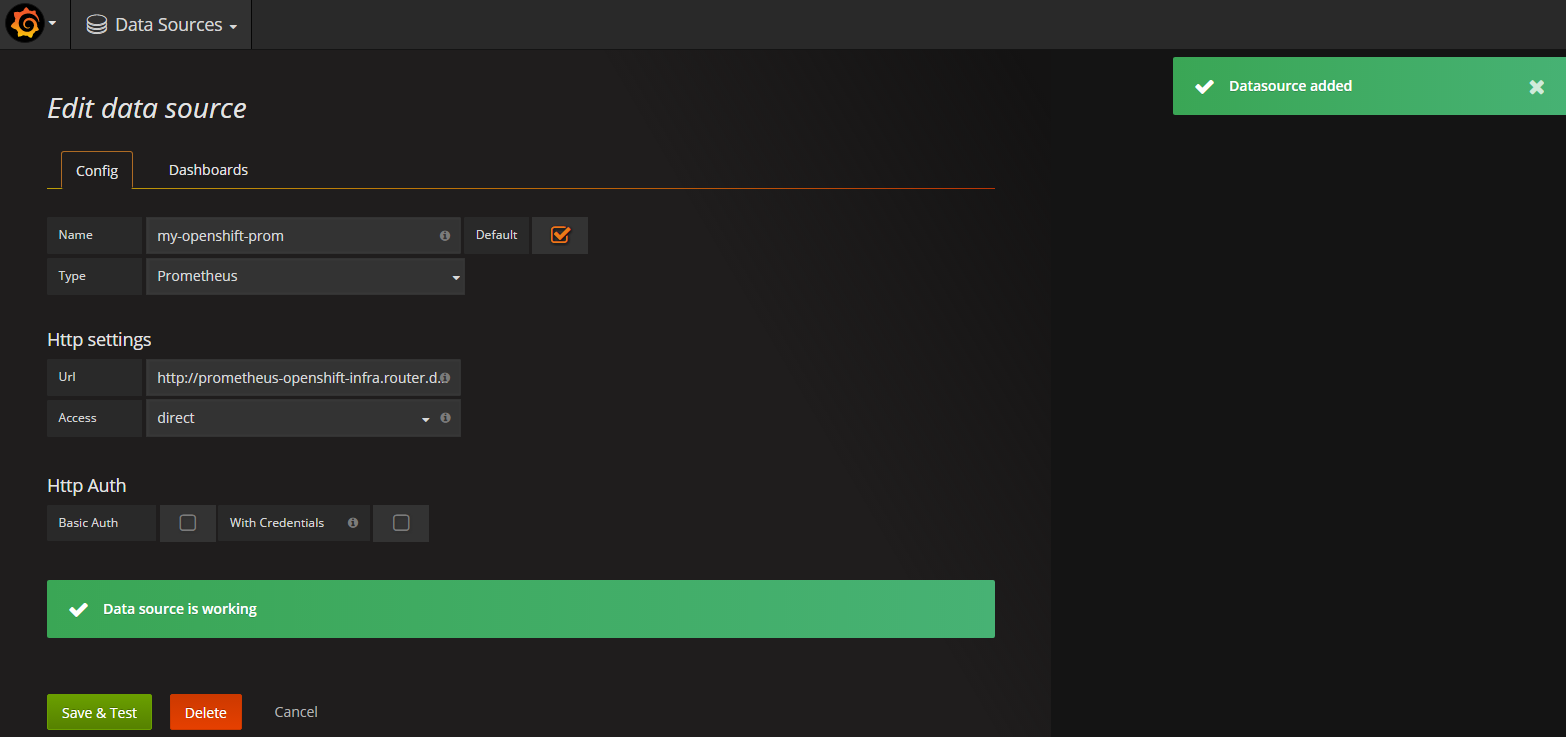 Data Sources
Datasource added
Edit data source
Config Dashboards
Name my-openshift-prom Default
Type Prometheus
Http settings
Url http://prometheus-openshift-infra.router.d.
Access direct
Http Auth
Basic Auth With Credentials
Data source is working
Save & Test Delete Cancel